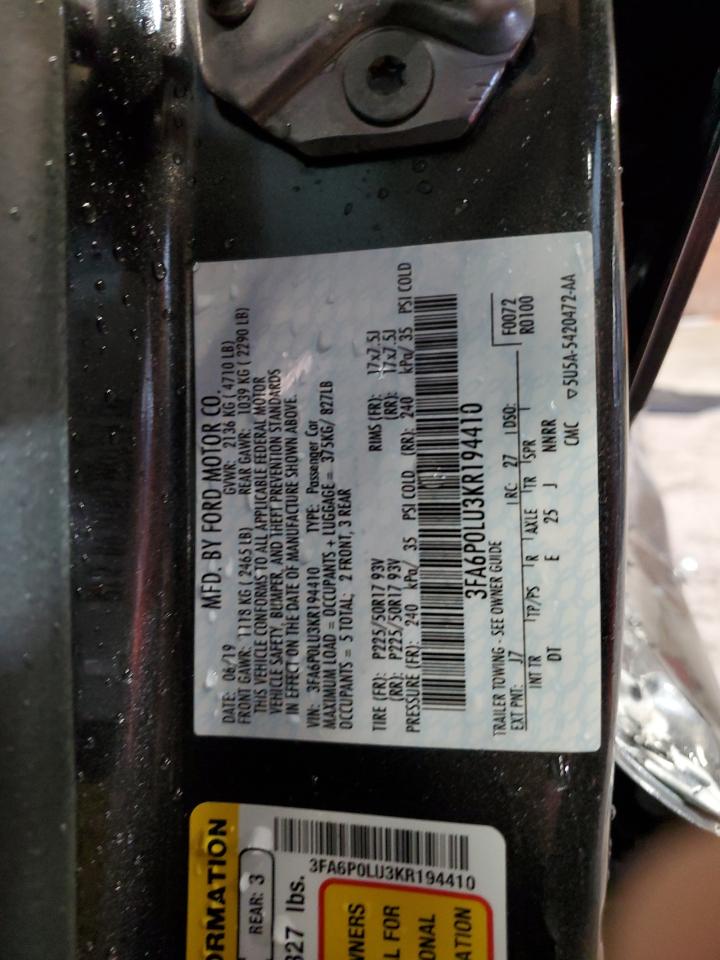 MFD. BY FORD MOTOR CO.
DATE: 06/19 GVWR: 2136 KG ( 4710 LB)
FRONT GAWR: 1118 KG ( 2465 LB) REAR GAWR: 1039 KG ( 2290 LB)
THIS VEHICLE CONFORMS TO ALL APPLICABLE FEDERAL MOTOR
VEHICLE SAFETY, BUMPER, AND THEFT PREVENTION STANDARDS
IN EFFECT ON THE DATE OF MANUFACTURE SHOWN ABOVE.
VIN: 3FA6P0LU3KR194410 TYPE: Passenger Car
MAXIMUM LOAD = OCCUPANTS + LUGGAGE = 375KG/ 827LB
OCCUPANTS = 5 TOTAL; 2 FRONT, 3 REAR
TIRE (FR): P225/50R17 93V RIMS (FR): 17x7.5J
(RR): P225/50R17 93V (RR): 17x7.5J
PRESSURE (FR): 240 kPa/ 35 PSI COLD (RR): 240 kPa/ 35 PSI COLD
3FA6P0LU3KR194410
TRAILER TOWING - SEE OWNER GUIDE
EXT PNT: J7 RC: 27 DSO: F0072
R0100
INT TR TP/PS R AXLE TR SPR
DT E 25 J NNRR
CMC ▽5U5A-5420472-AA
ORMATION
REAR: 3
827 lbs.
3FA6P0LU3KR194410
WNERS
L FOR
ONAL
ATION